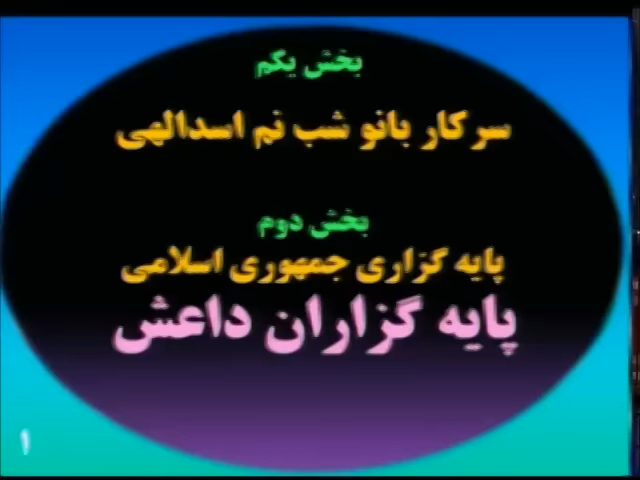 بخش یکم
سرکار بانو شب نم اسدالهی
بخش دوم
پایه گزاری جمهوری اسلامی
پایه گزاران داعش
۱